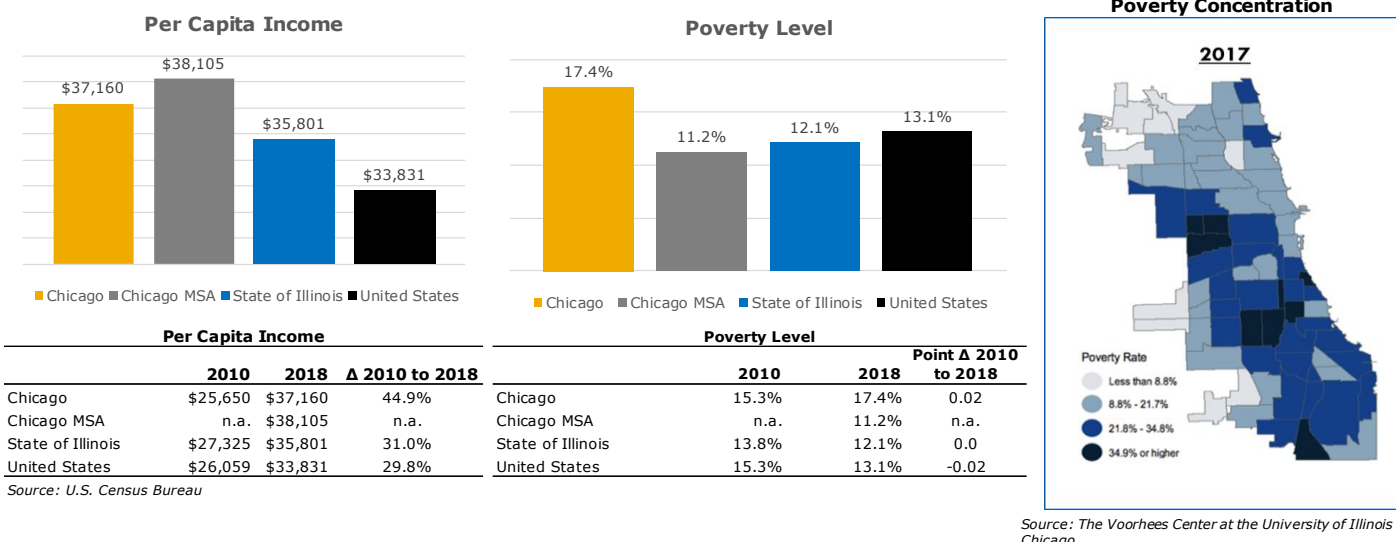 Per Capita Income
$37,160
$38,105
$35,801
$33,831
Chicago Chicago MSA State of Illinois United States
Per Capita Income
2010 2018 Δ 2010 to 2018
Chicago $25,650 $37,160 44.9%
Chicago MSA n.a. $38,105 n.a.
State of Illinois $27,325 $35,801 31.0%
United States $26,059 $33,831 29.8%
Source: U.S. Census Bureau
Poverty Level
17.4%
11.2%
12.1%
13.1%
Chicago Chicago MSA State of Illinois United States
Poverty Level
Point Δ 2010
2010 2018 to 2018
Chicago 15.3% 17.4% 0.02
Chicago MSA n.a. 11.2% n.a.
State of Illinois 13.8% 12.1% 0.0
United States 15.3% 13.1% -0.02
Poverty Concentration
2017
Poverty Rate
Less than 8.8%
8.8% - 21.7%
21.8% - 34.8%
34.9% or higher
Source: The Voorhees Center at the University of Illinois
Chicago